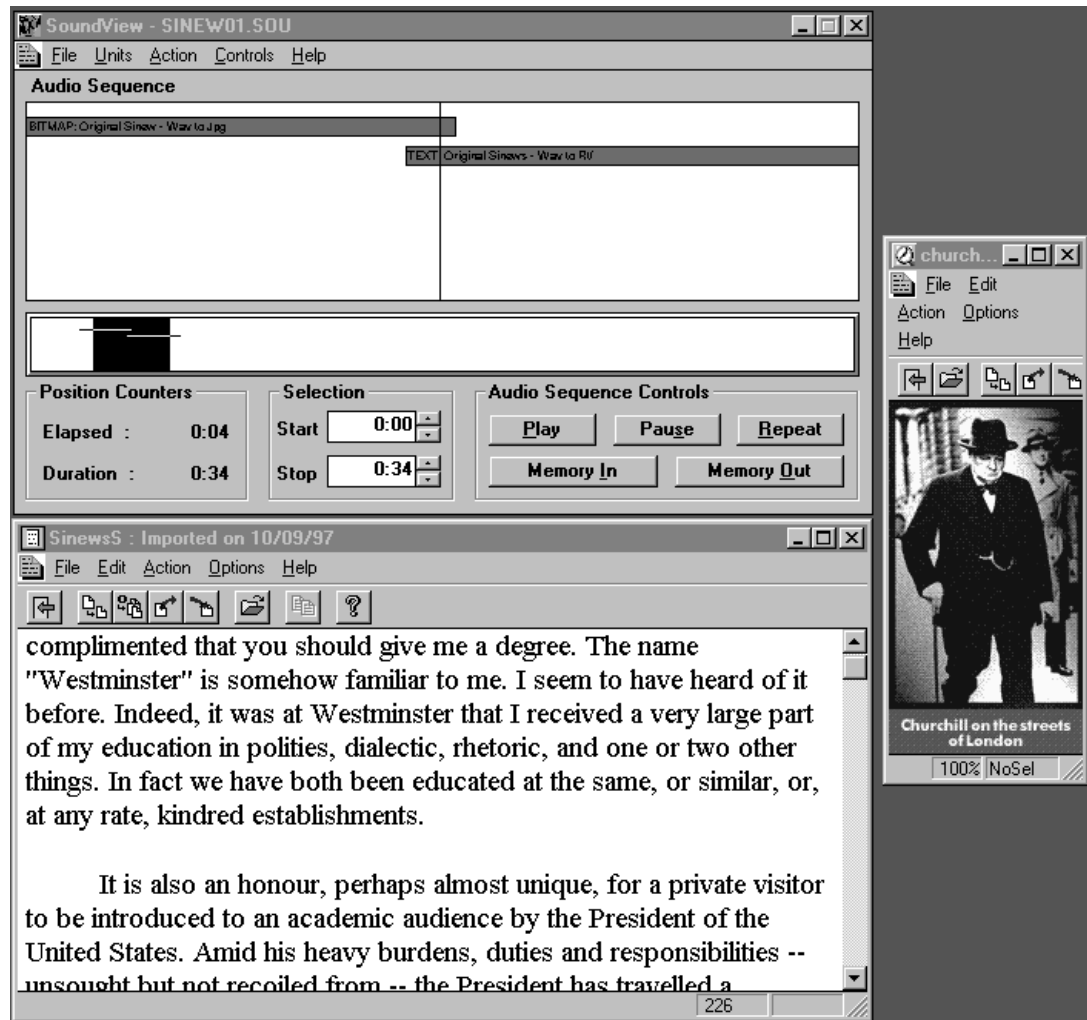 SoundView - SINEW01.SOU
File Units Action Controls Help
Audio Sequence
BITMAP: Original Sinew - Wav to Jpg
TEXT Original Sinews - Wav to
Position Counters
Elapsed : 0:04
Duration : 0:34
Selection
Start 0:00
Stop 0:34
Audio Sequence Controls
Play Pause Repeat
Memory In Memory Out
SinewsS : Imported on 10/09/97
File Edit Action Options Help
complimented that you should give me a degree. The name
"Westminster" is somehow familiar to me. I seem to have heard of it
before. Indeed, it was at Westminster that I received a very large part
of my education in polities, dialectic, rhetoric, and one or two other
things. In fact we have both been educated at the same, or similar, or,
at any rate, kindred establishments.
It is also an honour, perhaps almost unique, for a private visitor
to be introduced to an academic audience by the President of the
United States. Amid his heavy burdens, duties and responsibilities --
unsought but not recoiled from -- the President has travelled a
226
church...
File Edit
Action Options
Help
Churchill on the streets
of London
100% NoSel